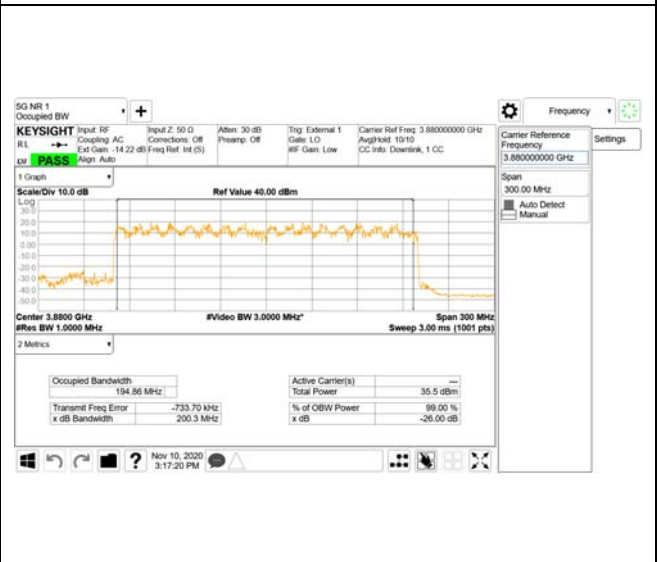 5G NR 1
Occupied BW
+
Frequency
KEYSIGHT
RL
PASS
Input: RF
Coupling: AC
Ext Gain: -14.22 dB
Align: Auto
Input Z: 50 Ω
Corrections: Off
Freq Ref: Int (S)
Atten: 30 dB
Preamp: Off
Trig: External 1
Gate: LO
#IF Gain: Low
Carrier Ref Freq: 3.880000000 GHz
Avg|Hold: 10/10
CC Info: Downlink, 1 CC
Carrier Reference
Frequency
3.880000000 GHz
Settings
Span
300.00 MHz
Auto Detect
Manual
1 Graph
Scale/Div 10.0 dB
Ref Value 40.00 dBm
Log
30.0
20.0
10.0
0.00
-10.0
-20.0
-30.0
-40.0
-50.0
Center 3.8800 GHz
#Video BW 3.0000 MHz*
Span 300 MHz
#Res BW 1.0000 MHz
Sweep 3.00 ms (1001 pts)
2 Metrics
Occupied Bandwidth
194.86 MHz
Active Carrier(s)
---
Total Power
35.5 dBm
Transmit Freq Error
-733.70 kHz
% of OBW Power
99.00 %
x dB Bandwidth
200.3 MHz
x dB
-26.00 dB
?
Nov 10, 2020
3:17:20 PM